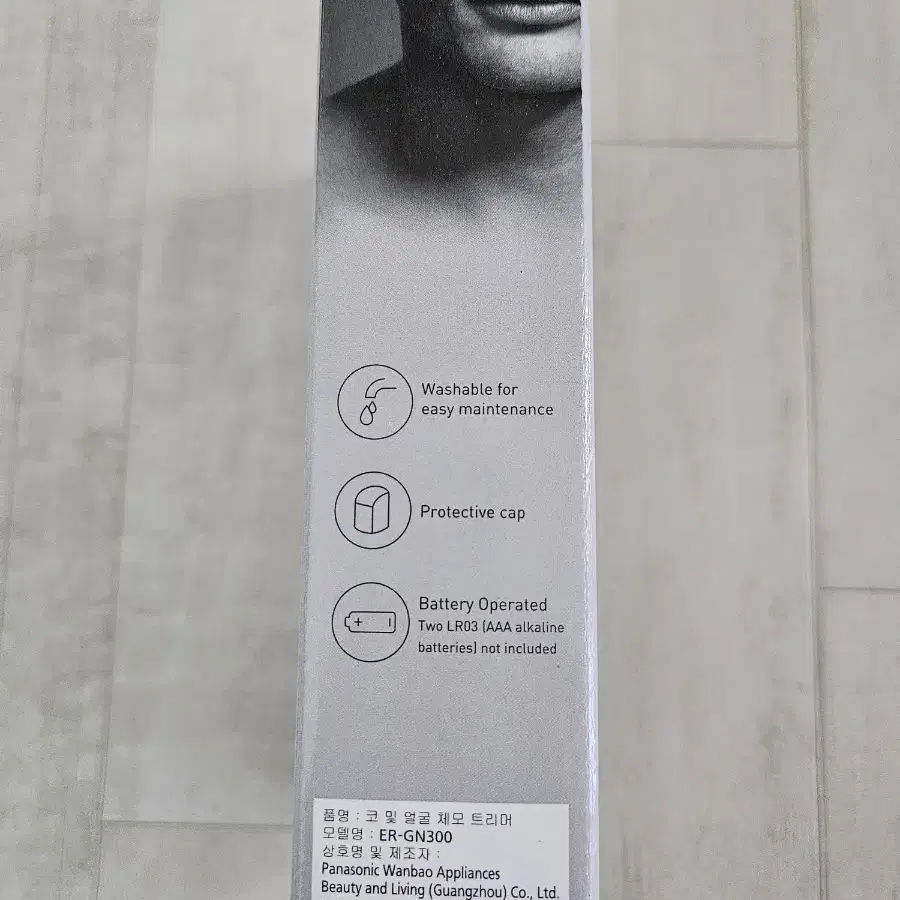 Washable for
easy maintenance
Protective cap
Battery Operated
Two LR03 (AAA alkaline
batteries) not included
품명 : 코 및 얼굴 체모 트리머
모델명 : ER-GN300
상호명 및 제조자 :
Panasonic Wanbao Appliances
Beauty and Living (Guangzhou) Co., Ltd.